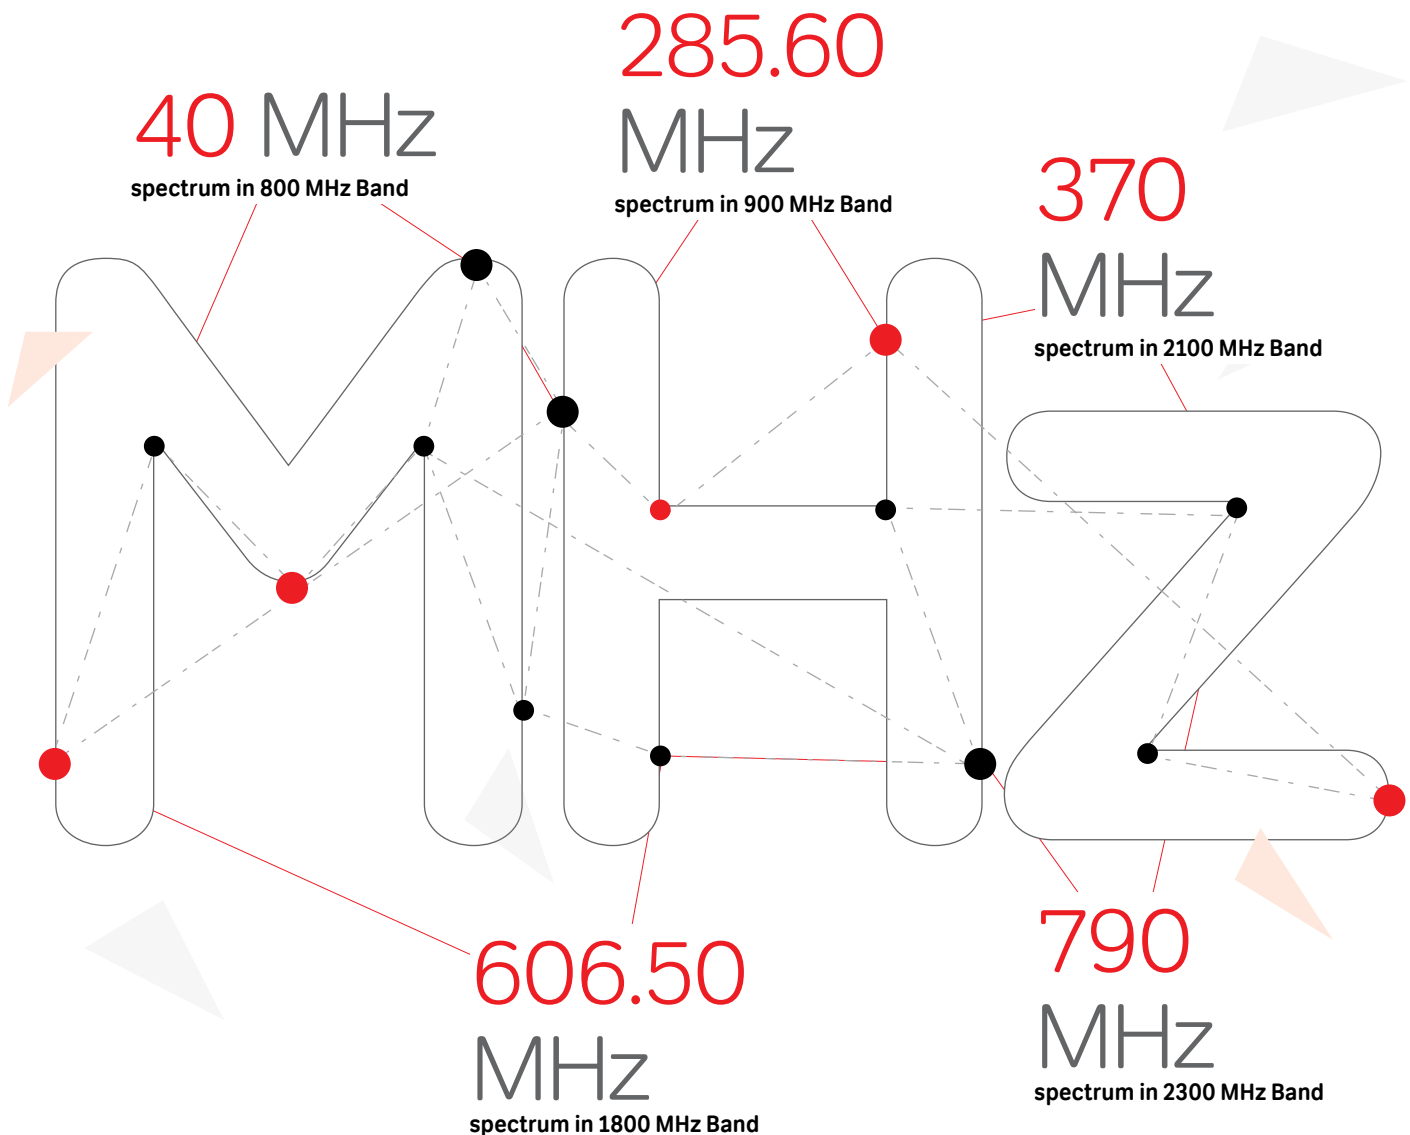 285.60
MHz
spectrum in 900 MHz Band
40 MHz
spectrum in 800 MHz Band
370
MHz
spectrum in 2100 MHz Band
MHZ
606.50
MHz
spectrum in 1800 MHz Band
790
MHz
spectrum in 2300 MHz Band